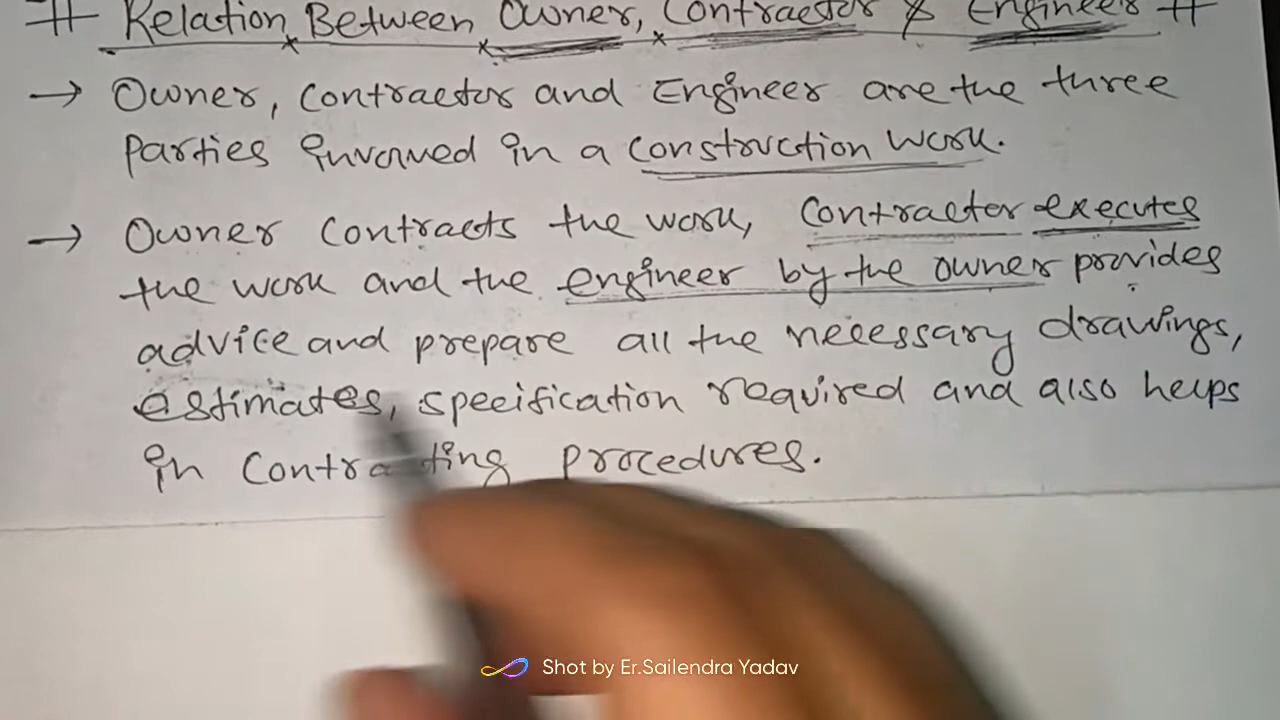 # Relation Between Owner, Contractor & Engineer #
→ Owner, Contractor and Engineer are the three
Parties involved in a Construction work.
→ Owner Contracts the work, Contractor executes
the work and the engineer by the owner provides
advice and prepare all the necessary drawings,
estimates, specification required and also helps
in Contracting procedures.
Shot by Er.Sailendra Yadav